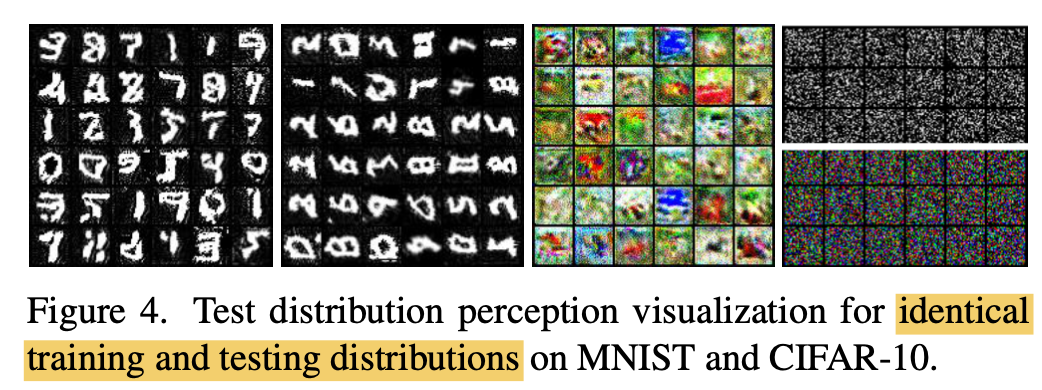 Figure 4. Test distribution perception visualization for identical
training and testing distributions on MNIST and CIFAR-10.